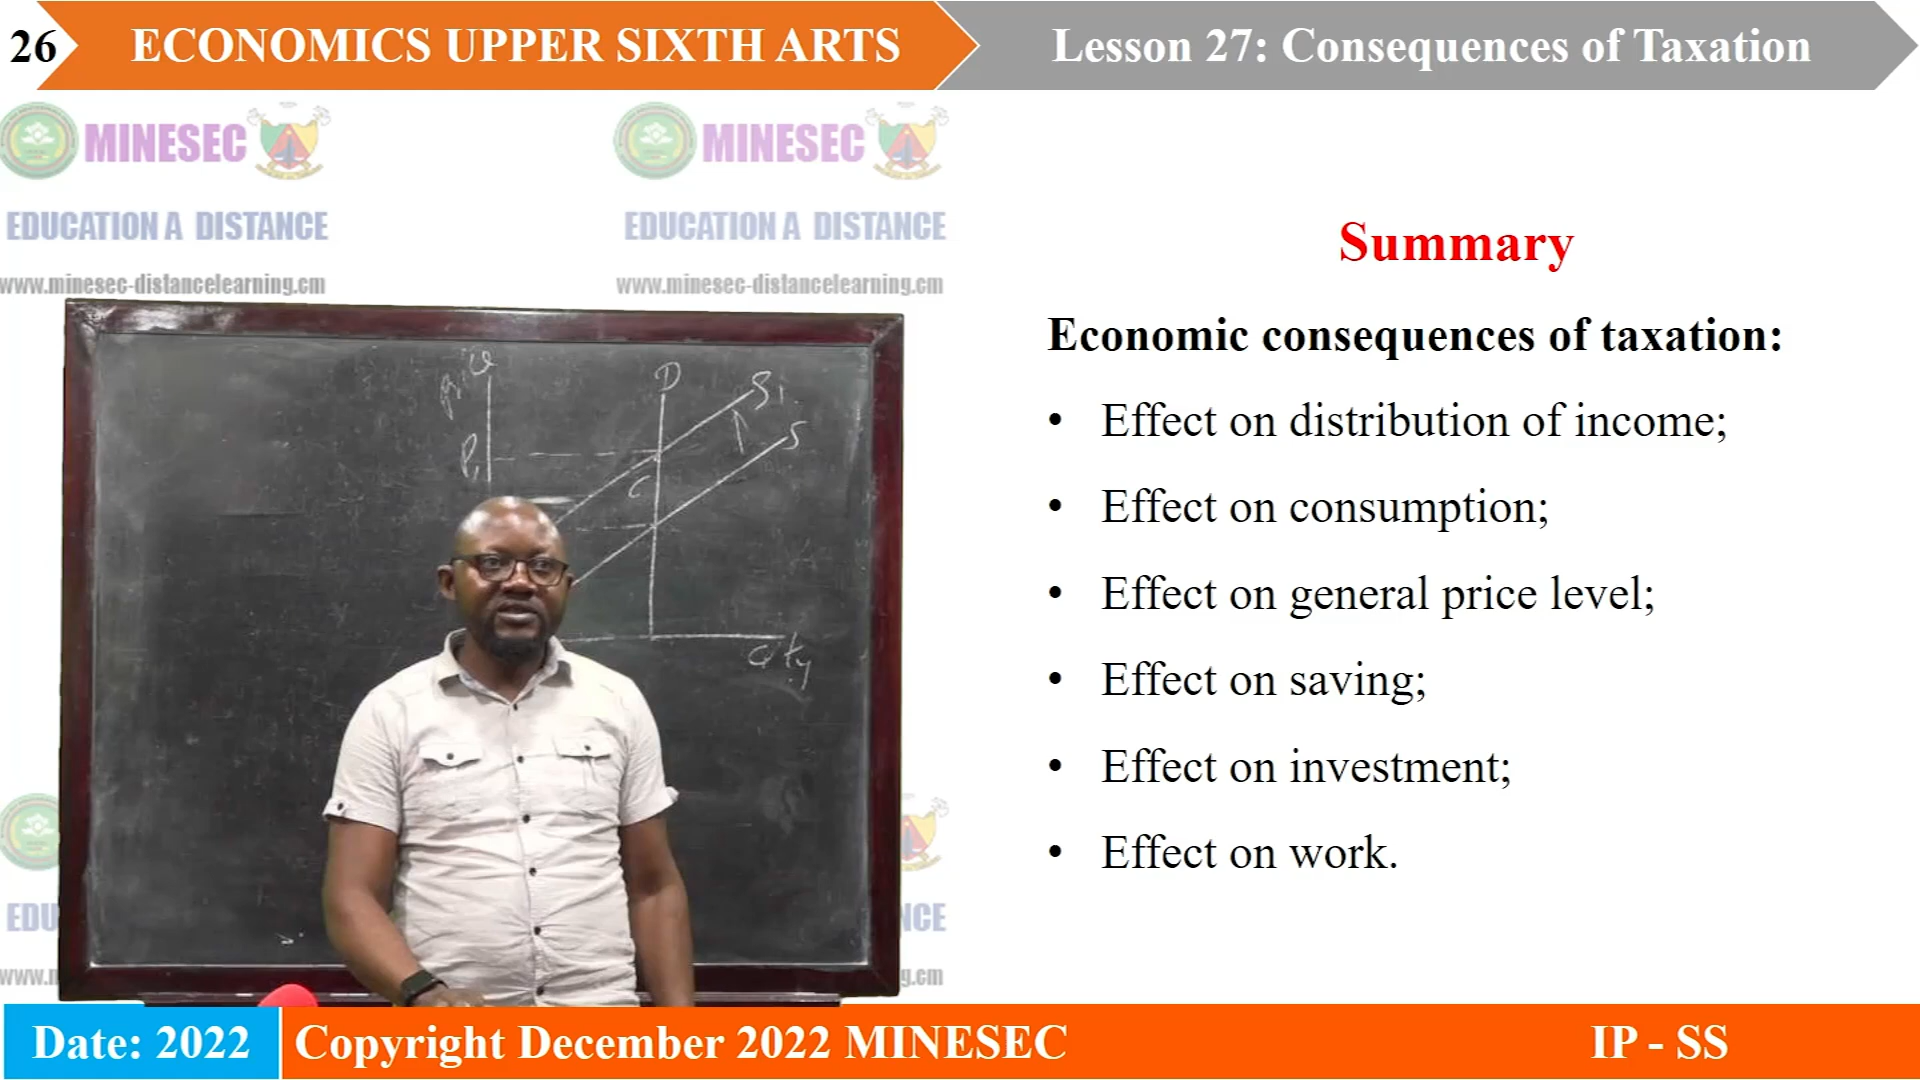 26
ECONOMICS UPPER SIXTH ARTS
Lesson 27: Consequences of Taxation
MINESEC
MINESEC
EDUCATION A DISTANCE
EDUCATION A DISTANCE
www.minesec-distancelearning.cm
www.minesec-distancelearning.cm
Summary
Economic consequences of taxation:
• Effect on distribution of income;
• Effect on consumption;
• Effect on general price level;
• Effect on saving;
• Effect on investment;
• Effect on work.
D
S1
S
P1
C
Qty
EDU
NCE
g.cm
Date: 2022
Copyright December 2022 MINESEC
IP - SS